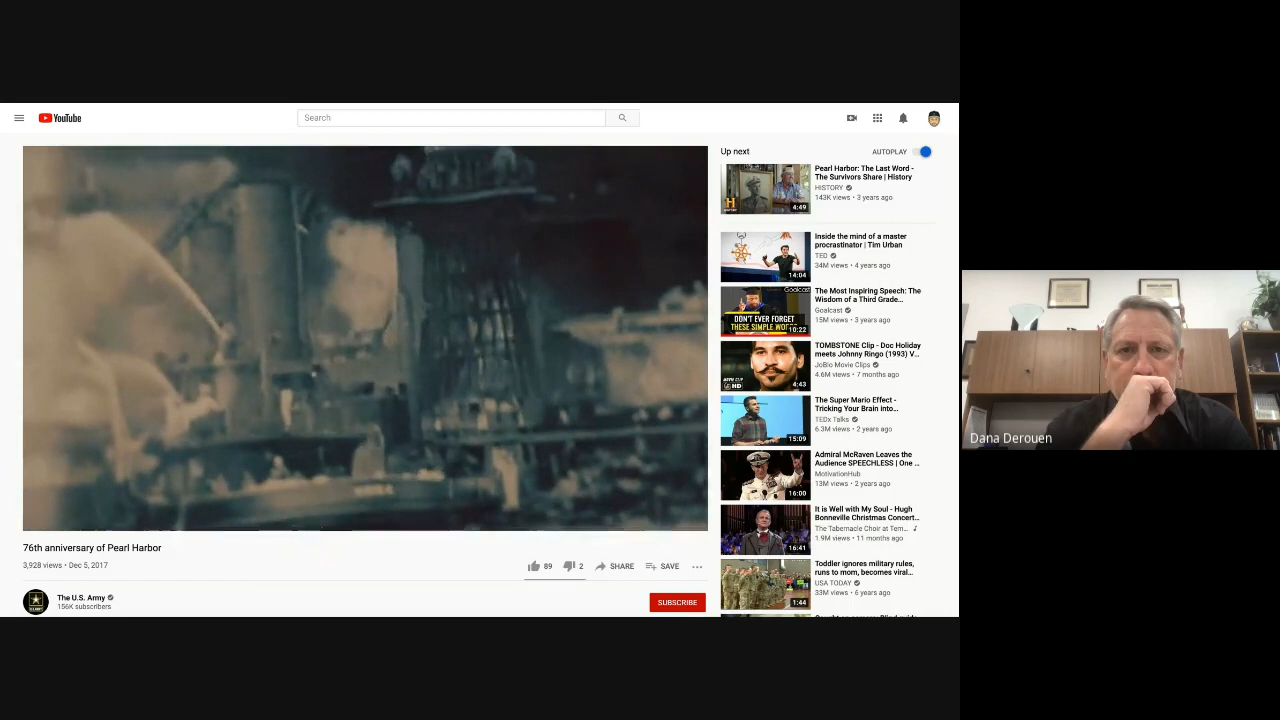 YouTube
Search
Up next
AUTOPLAY
Pearl Harbor: The Last Word -
The Survivors Share | History
HISTORY
143K views • 3 years ago
4:49
Inside the mind of a master
procrastinator | Tim Urban
TED
34M views • 4 years ago
14:04
The Most Inspiring Speech: The
Wisdom of a Third Grade...
Goalcast
15M views • 3 years ago
Goalcast
DON'T EVER FORGET
THESE SIMPLE
10:22
TOMBSTONE Clip - Doc Holiday
meets Johnny Ringo (1993) V...
JoBlo Movie Clips
4.6M views • 7 months ago
MOVIE CLIP
HD
4:43
The Super Mario Effect -
Tricking Your Brain into...
TEDx Talks
6.3M views • 2 years ago
15:09
Admiral McRaven Leaves the
Audience SPEECHLESS | One ...
MotivationHub
13M views • 2 years ago
16:00
It is Well with My Soul - Hugh
Bonneville Christmas Concert...
The Tabernacle Choir at Tem...
1.9M views • 11 months ago
16:41
Toddler ignores military rules,
runs to mom, becomes viral...
USA TODAY
33M views • 6 years ago
1:44
76th anniversary of Pearl Harbor
3,928 views • Dec 5, 2017
89
2
SHARE
SAVE
The U.S. Army
156K subscribers
SUBSCRIBE
Dana Derouen